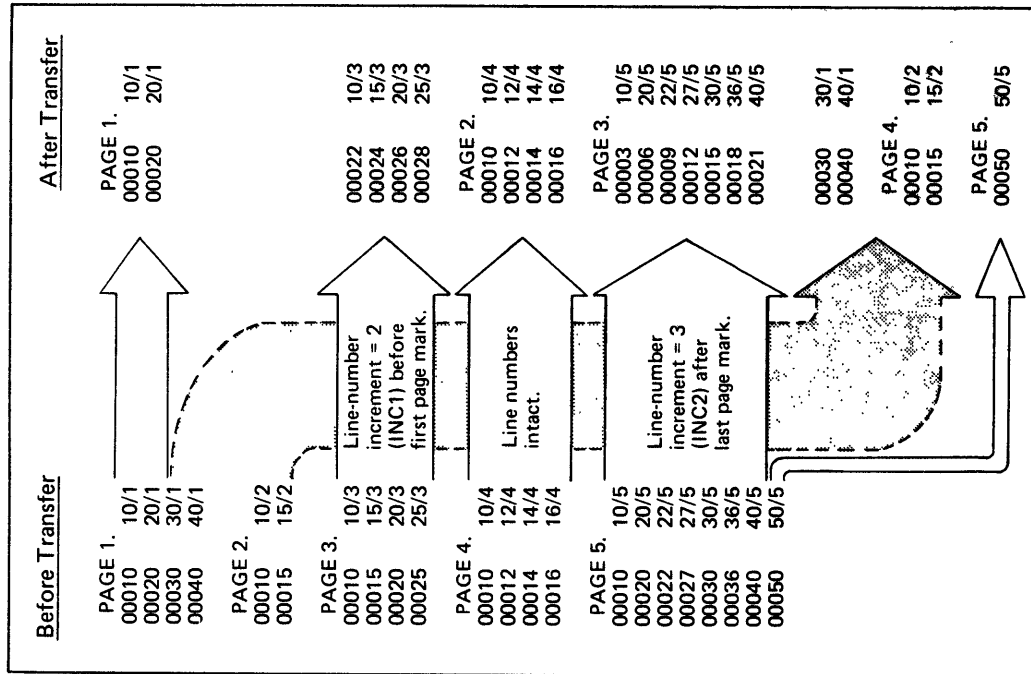 Before Transfer
PAGE 1.
00010 10/1
00020 20/1
00030 30/1
00040 40/1
PAGE 2.
00010 10/2
00015 15/2
PAGE 3.
00010 10/3
00015 15/3
00020 20/3
00025 25/3
PAGE 4.
00010 10/4
00012 12/4
00014 14/4
00016 16/4
PAGE 5.
00010 10/5
00020 20/5
00022 22/5
00027 27/5
00030 30/5
00036 36/5
00040 40/5
00050 50/5
Line-number
increment = 2
(INC1) before
first page mark.
Line numbers
intact.
Line-number
increment = 3
(INC2) after
last page mark.
After Transfer
PAGE 1.
00010 10/1
00020 20/1
00022 10/3
00024 15/3
00026 20/3
00028 25/3
PAGE 2.
00010 10/4
00012 12/4
00014 14/4
00016 16/4
PAGE 3.
00003 10/5
00006 20/5
00009 22/5
00012 27/5
00015 30/5
00018 36/5
00021 40/5
00030 30/1
00040 40/1
PAGE 4.
00010 10/2
00015 15/2
PAGE 5.
00050 50/5